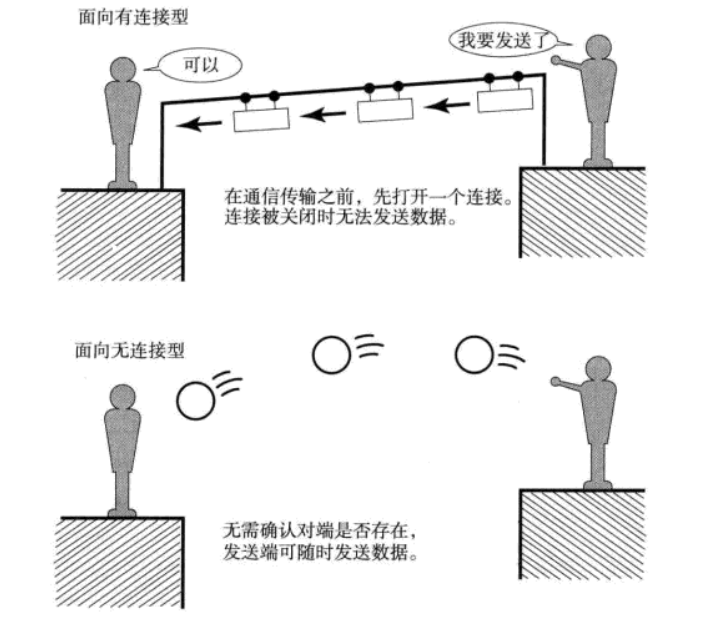 面向有连接型
我要发送了
可以
在通信传输之前，先打开一个连接。
连接被关闭时无法发送数据。
面向无连接型
无需确认对端是否存在，
发送端可随时发送数据。